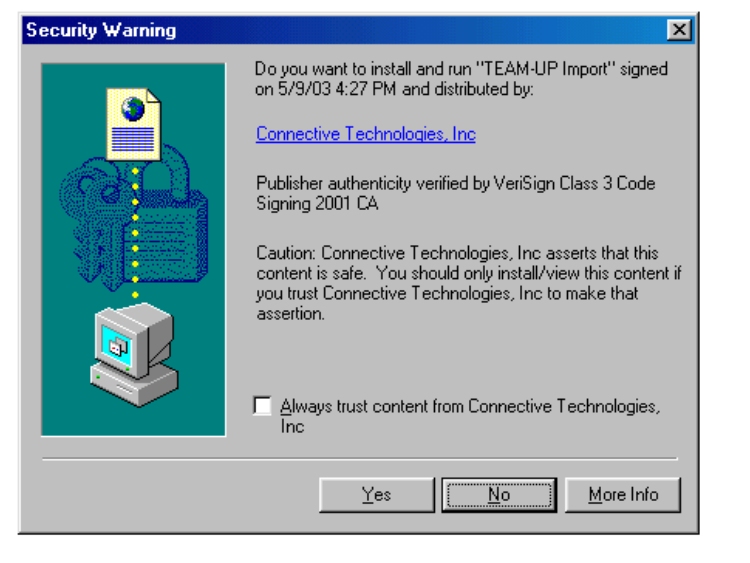 Security Warning
Do you want to install and run "TEAM-UP Import" signed
on 5/9/03 4:27 PM and distributed by:
Connective Technologies, Inc
Publisher authenticity verified by VeriSign Class 3 Code
Signing 2001 CA
Caution: Connective Technologies, Inc asserts that this
content is safe. You should only install/view this content if
you trust Connective Technologies, Inc to make that
assertion.
Always trust content from Connective Technologies,
Inc
Yes No More Info